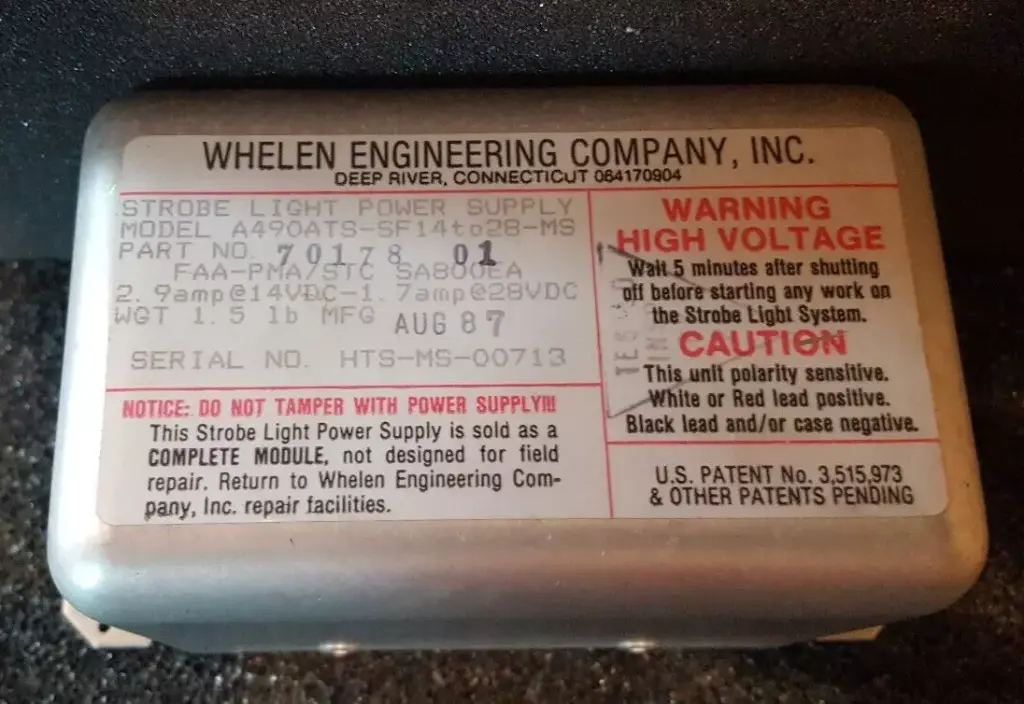 WHELEN ENGINEERING COMPANY, INC.
DEEP RIVER, CONNECTICUT 064170904
STROBE LIGHT POWER SUPPLY
MODEL A490ATS-SF14to28-MS
PART NO. 70178 01
FAA-PMA/STC SA800EA
2.9amp@14VDC-1.7amp@28VDC
WGT 1.5 lb MFG AUG 87
SERIAL NO. HTS-MS-00713
NOTICE: DO NOT TAMPER WITH POWER SUPPLY!!!
This Strobe Light Power Supply is sold as a
COMPLETE MODULE, not designed for field
repair. Return to Whelen Engineering Com-
pany, Inc. repair facilities.
WARNING
HIGH VOLTAGE
Wait 5 minutes after shutting
off before starting any work on
the Strobe Light System.
CAUTION
This unit polarity sensitive.
White or Red lead positive.
Black lead and/or case negative.
U.S. PATENT No. 3,515,973
& OTHER PATENTS PENDING